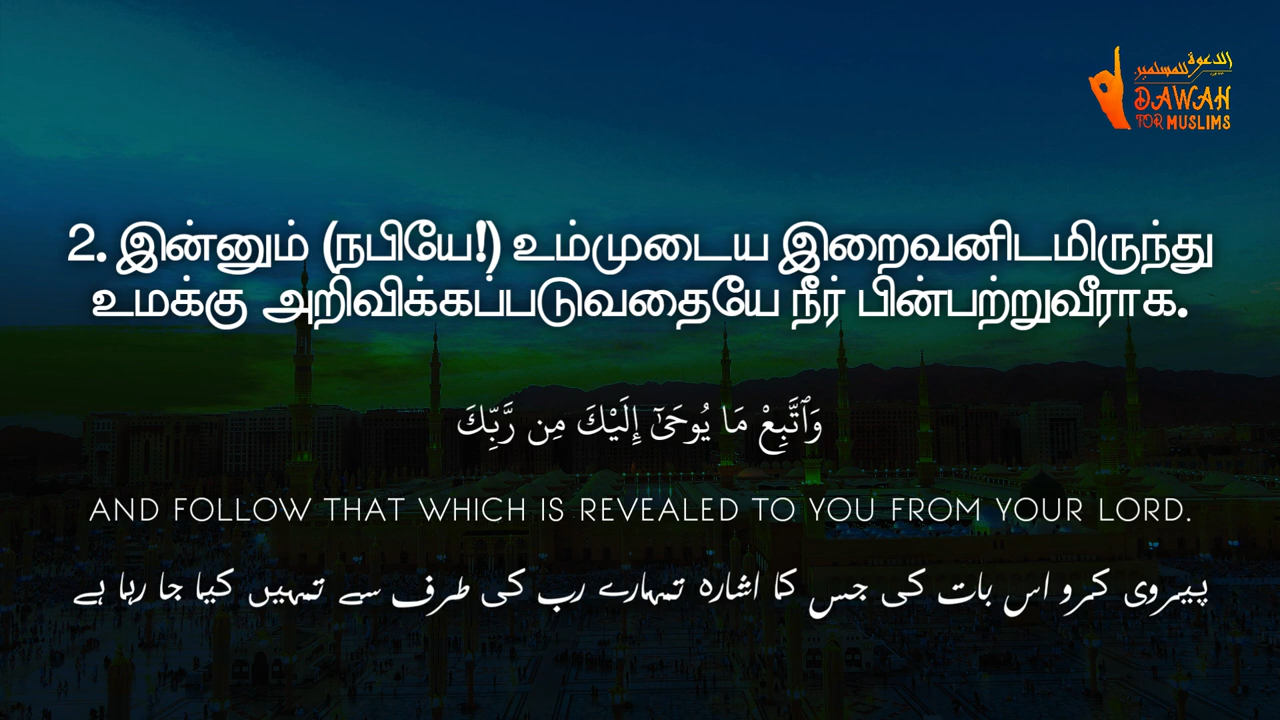 الدعوة للمسلمين
DAWAH
FOR MUSLIMS
2. இன்னும் (நபியே!) உம்முடைய இறைவனிடமிருந்து
உமக்கு அறிவிக்கப்படுவதையே நீர் பின்பற்றுவீராக.
وَٱتَّبِعْ مَا يُوحَىٰٓ إِلَيْكَ مِن رَّبِّكَ
AND FOLLOW THAT WHICH IS REVEALED TO YOU FROM YOUR LORD.
پیروی کرو اس بات کی جس کا اشارہ تمہارے رب کی طرف سے تمہیں کیا جا رہا ہے